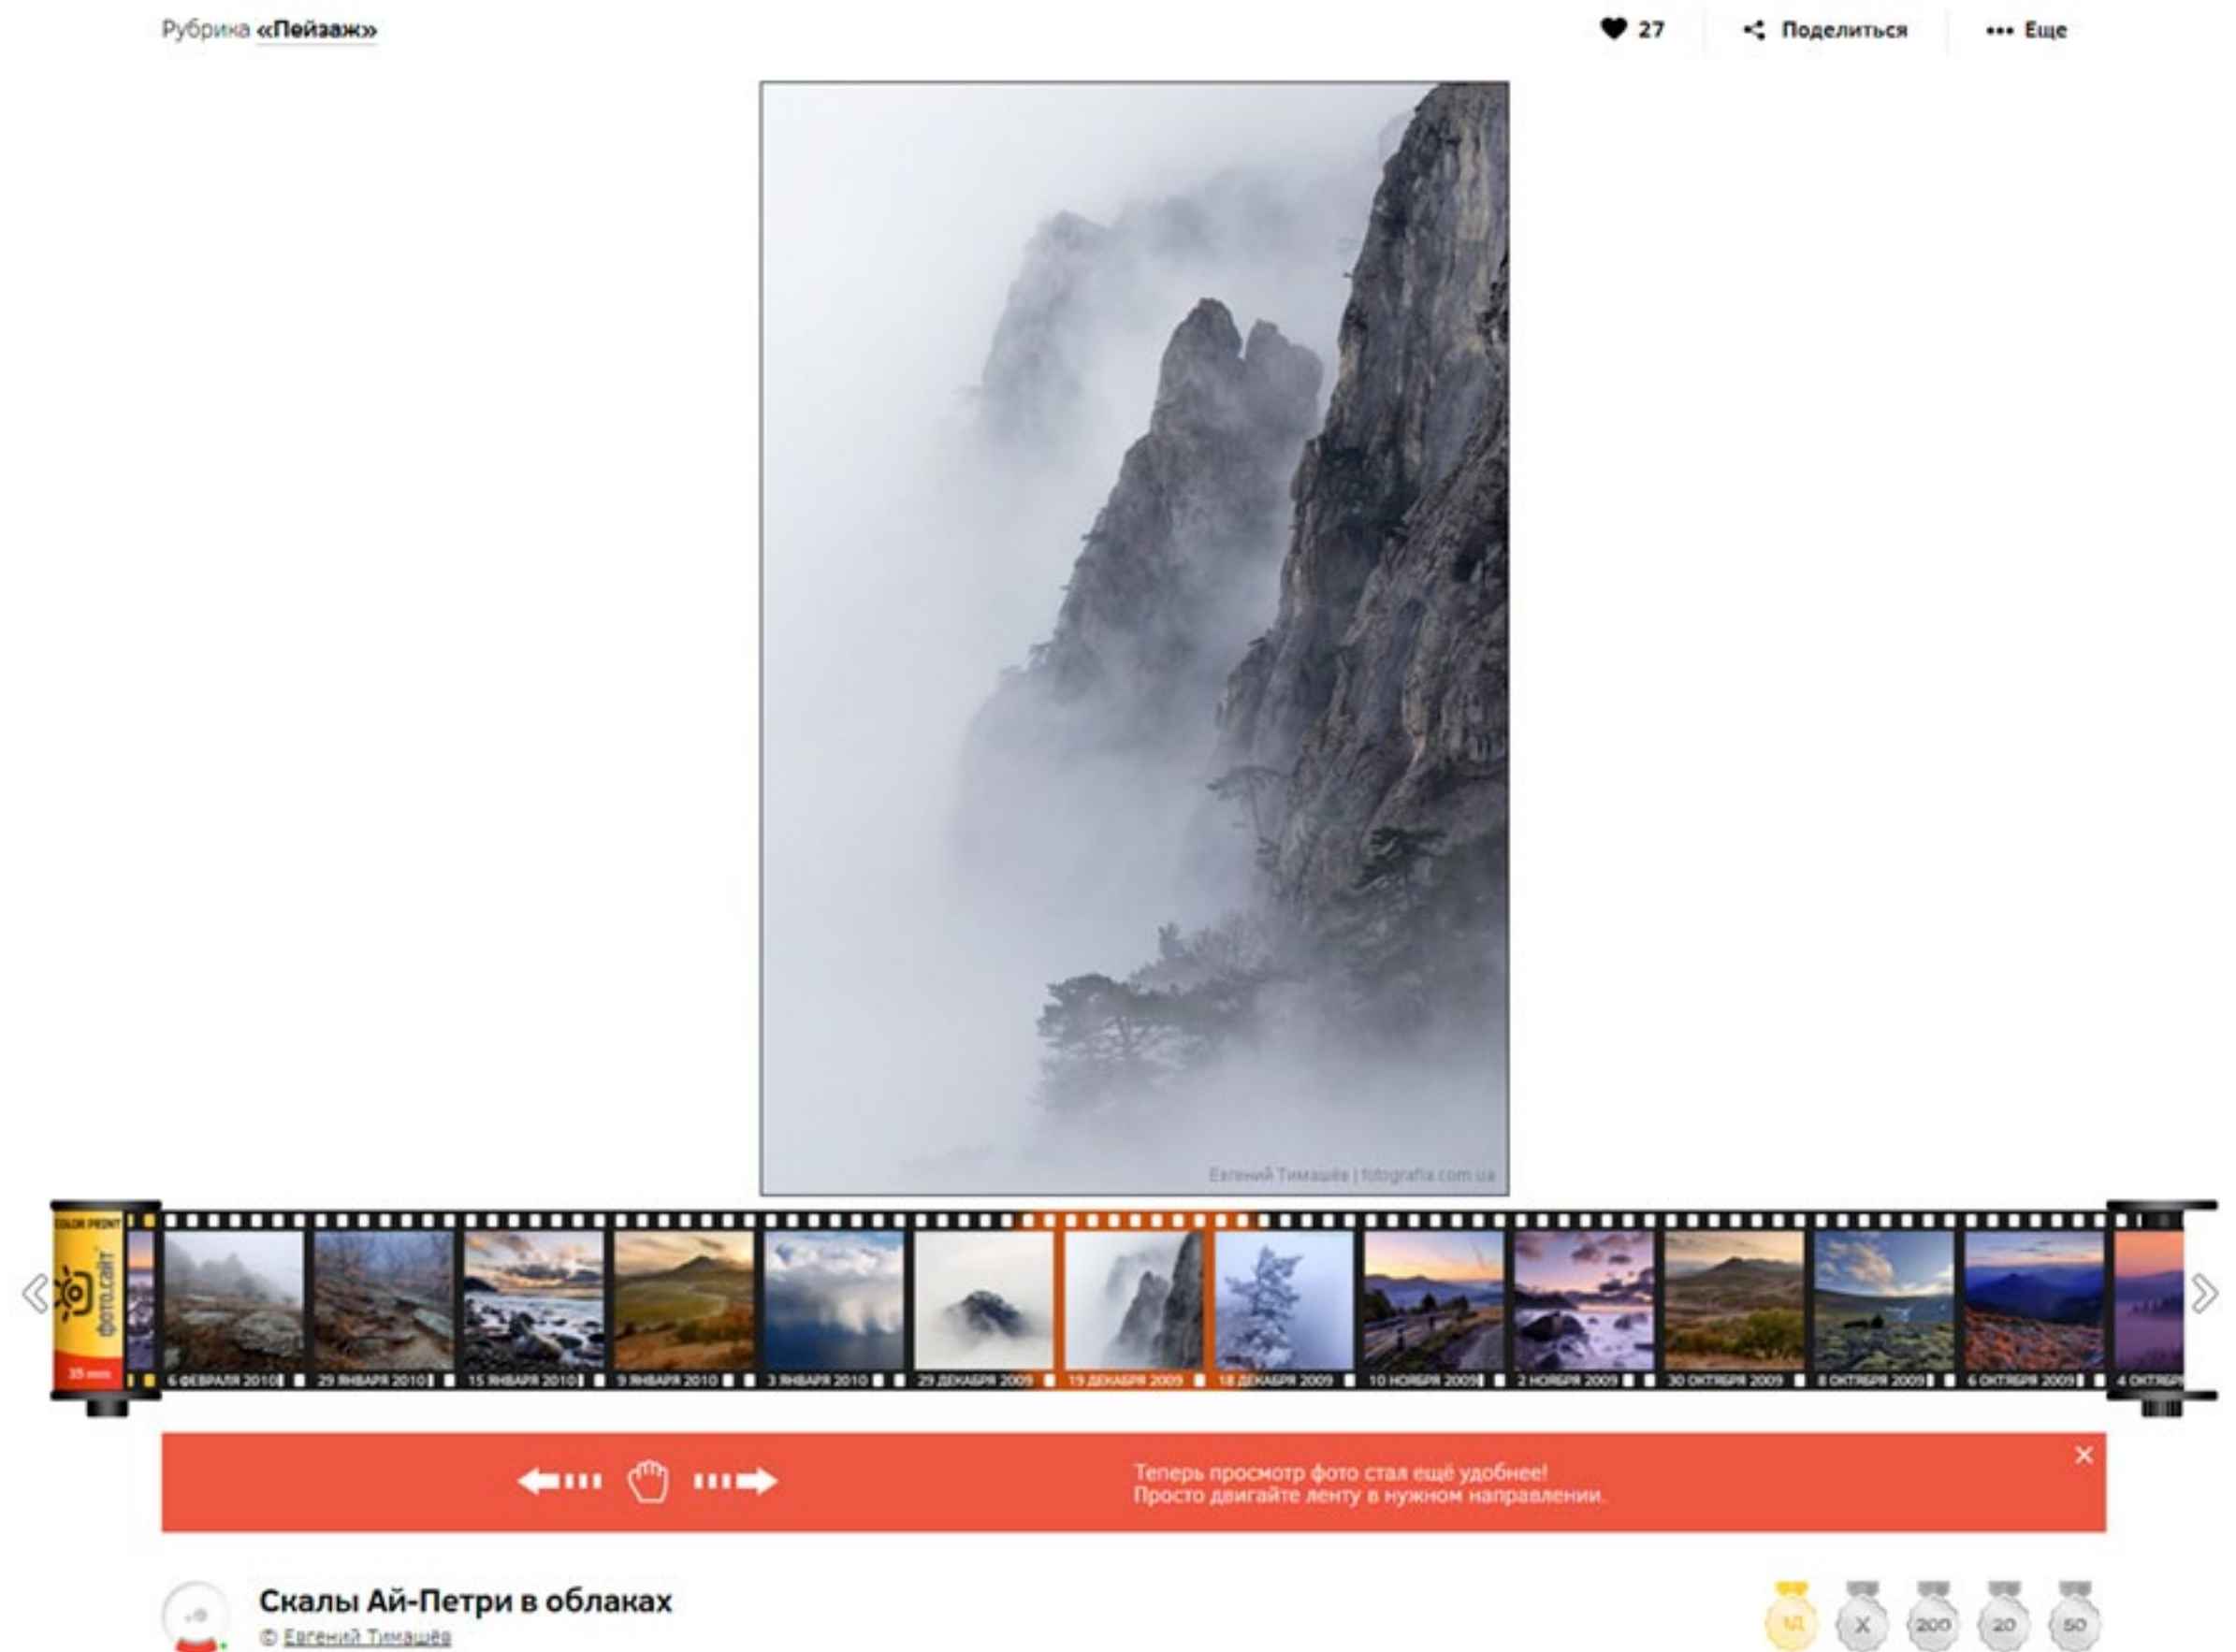 Рубрика «Пейзаж»
27
Поделиться
Еще
Евгений Тимашёв | fotografia.com.ua
COLOR PRINT
фото.сайт
35 mm
6 ФЕВРАЛЯ 2010
29 ЯНВАРЯ 2010
15 ЯНВАРЯ 2010
9 ЯНВАРЯ 2010
3 ЯНВАРЯ 2010
29 ДЕКАБРЯ 2009
19 ДЕКАБРЯ 2009
18 ДЕКАБРЯ 2009
10 НОЯБРЯ 2009
2 НОЯБРЯ 2009
30 ОКТЯБРЯ 2009
8 ОКТЯБРЯ 2009
6 ОКТЯБРЯ 2009
4 ОКТЯБР
Теперь просмотр фото стал ещё удобнее!
Просто двигайте ленту в нужном направлении.
Скалы Ай-Петри в облаках
© Евгений Тимашёв
X
200
20
50